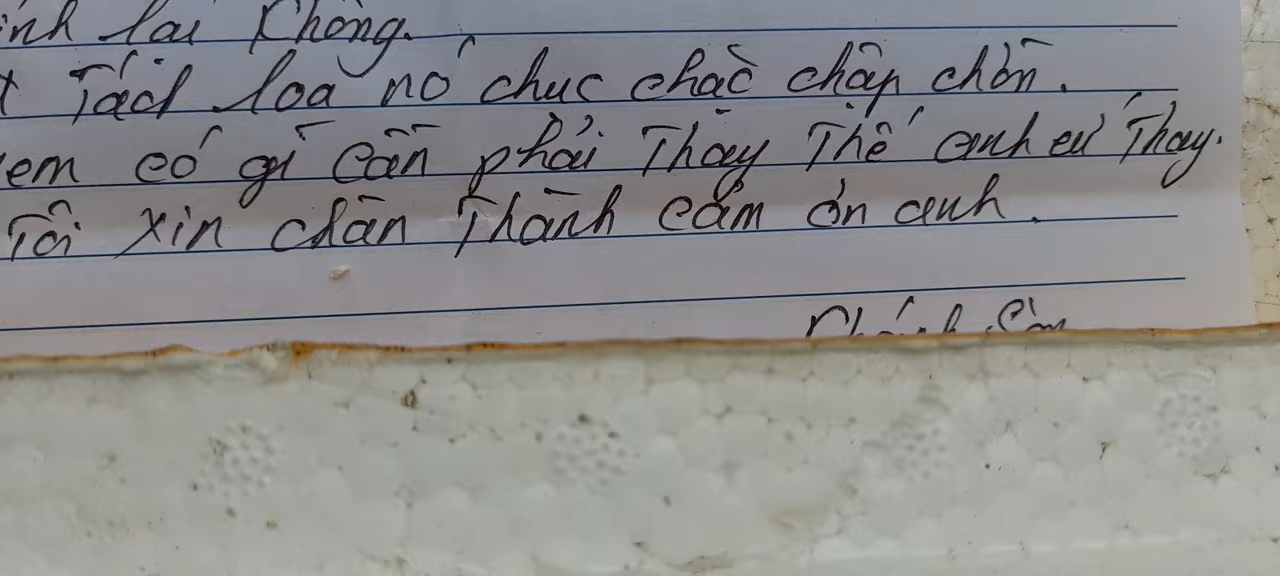 lại không.
Tách loa nó chục chặc chập chờn.
em có gì cần phải thay thế anh cứ thay.
Tôi xin chân thành cảm ơn anh.